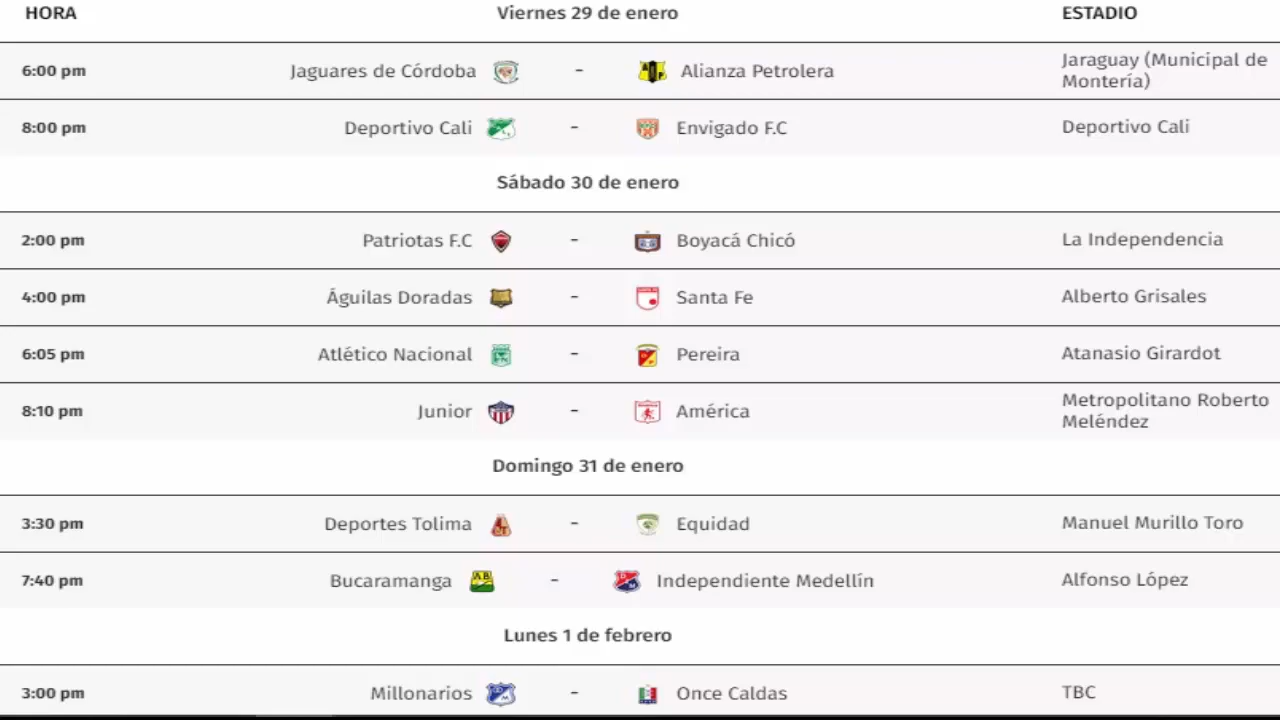 HORA Viernes 29 de enero ESTADIO
6:00 pm Jaguares de Córdoba - Alianza Petrolera Jaraguay (Municipal de
Montería)
8:00 pm Deportivo Cali - Envigado F.C Deportivo Cali
Sábado 30 de enero
2:00 pm Patriotas F.C - Boyacá Chicó La Independencia
4:00 pm Águilas Doradas - Santa Fe Alberto Grisales
6:05 pm Atlético Nacional - Pereira Atanasio Girardot
8:10 pm Junior - América Metropolitano Roberto
Meléndez
Domingo 31 de enero
3:30 pm Deportes Tolima - Equidad Manuel Murillo Toro
7:40 pm Bucaramanga - Independiente Medellín Alfonso López
Lunes 1 de febrero
3:00 pm Millonarios - Once Caldas TBC